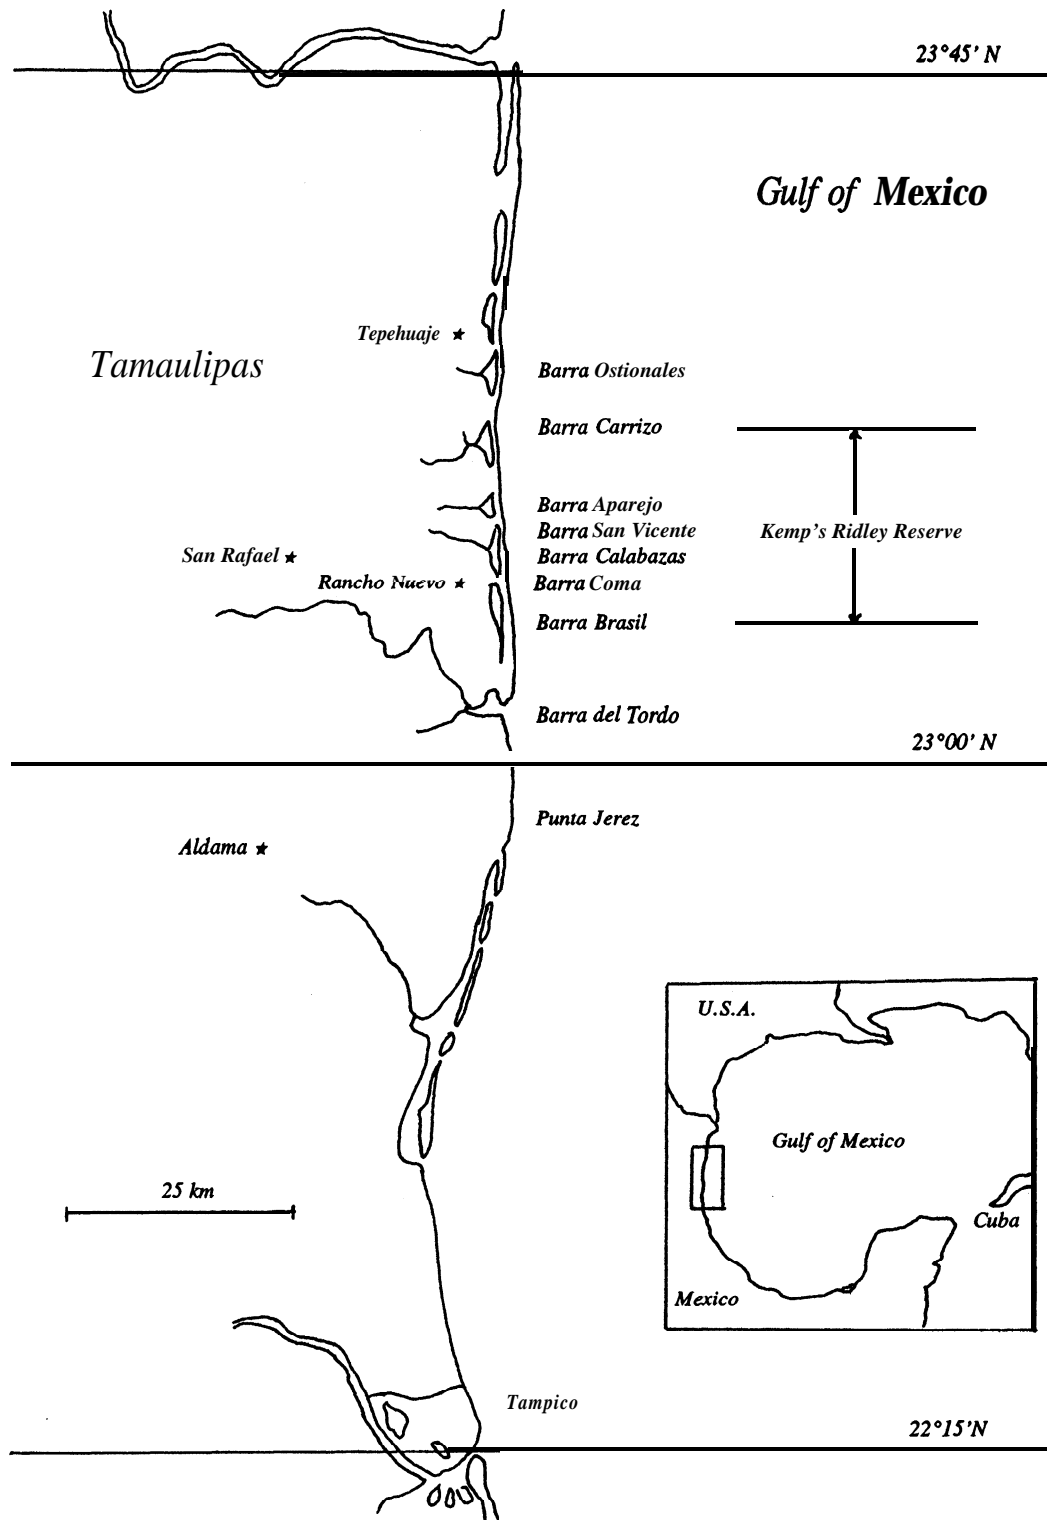 23°45' N
Gulf of Mexico
Tepehuaje
Tamaulipas
Barra Ostionales
Barra Carrizo
Barra Aparejo
Barra San Vicente
Kemp's Ridley Reserve
San Rafael
Barra Calabazas
Rancho Nuevo
Barra Coma
Barra Brasil
Barra del Tordo
23°00' N
Punta Jerez
Aldama
U.S.A.
Gulf of Mexico
25 km
Cuba
Mexico
Tampico
22°15'N